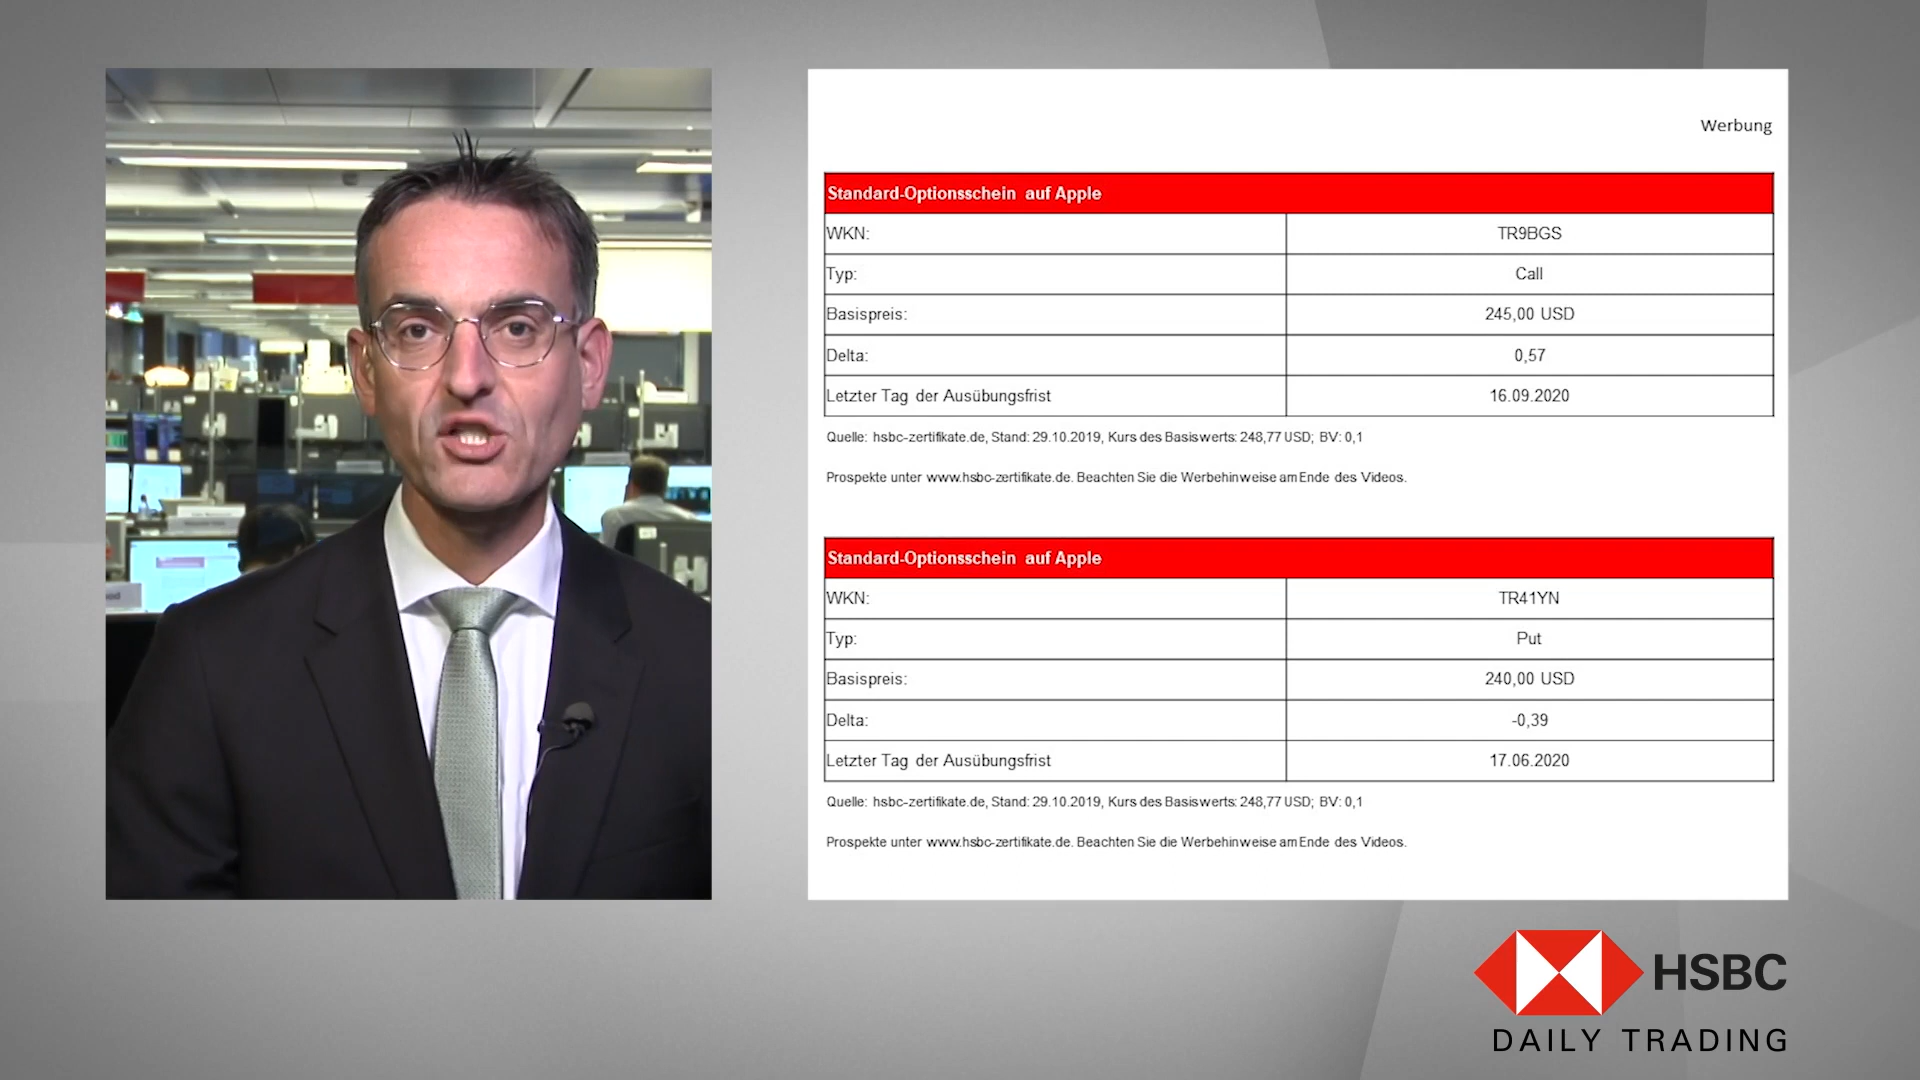 Werbung
Standard-Optionsschein auf Apple
WKN: TR9BGS
Typ: Call
Basispreis: 245,00 USD
Delta: 0,57
Letzter Tag der Ausübungsfrist 16.09.2020
Quelle: hsbc-zertifikate.de, Stand: 29.10.2019, Kurs des Basiswerts: 248,77 USD; BV: 0,1
Prospekte unter www.hsbc-zertifikate.de. Beachten Sie die Werbehinweise am Ende des Videos.
Standard-Optionsschein auf Apple
WKN: TR41YN
Typ: Put
Basispreis: 240,00 USD
Delta: -0,39
Letzter Tag der Ausübungsfrist 17.06.2020
Quelle: hsbc-zertifikate.de, Stand: 29.10.2019, Kurs des Basiswerts: 248,77 USD; BV: 0,1
Prospekte unter www.hsbc-zertifikate.de. Beachten Sie die Werbehinweise am Ende des Videos.
HSBC
DAILY TRADING